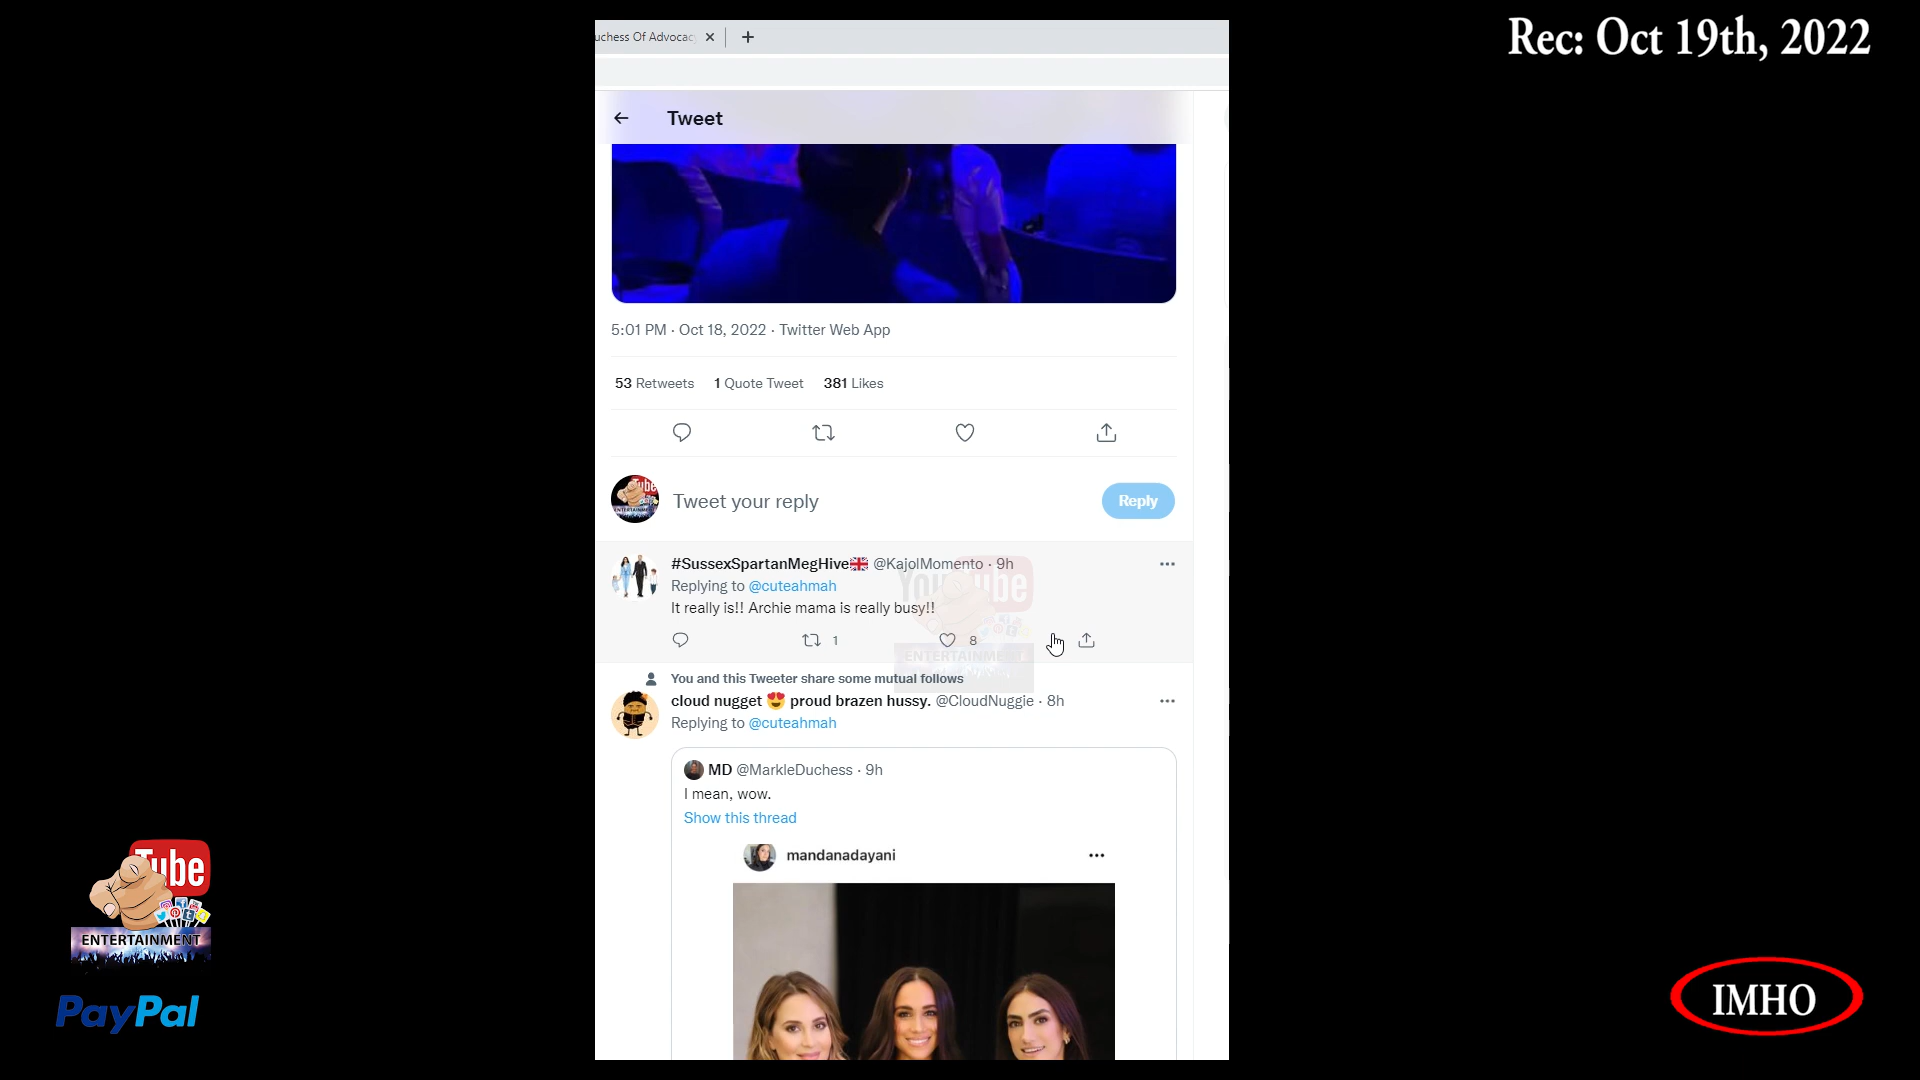 Rec: Oct 19th, 2022
uchess Of Advocac
Tweet
5:01 PM · Oct 18, 2022 · Twitter Web App
53 Retweets 1 Quote Tweet 381 Likes
Tweet your reply
Reply
#SussexSpartanMegHive🇬🇧 @KajolMomento · 9h
Replying to @cuteahmah
It really is!! Archie mama is really busy!!
1 8
You and this Tweeter share some mutual follows
cloud nugget 😍 proud brazen hussy. @CloudNuggie · 8h
Replying to @cuteahmah
MD @MarkleDuchess · 9h
I mean, wow.
Show this thread
mandanadayani
YouTube
ENTERTAINMENT
Tube
ENTERTAINMENT
PayPal
IMHO